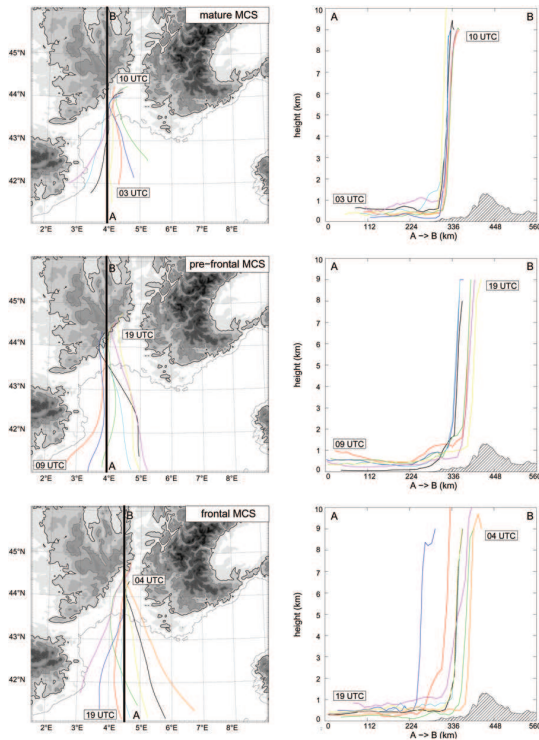 mature MCS
B
45°N
10 UTC
44°N
43°N
42°N
03 UTC
A
2°E 3°E 4°E 5°E 6°E 7°E 8°E
A B
10
9
8
7
6
5
4
3
2
1
0
height (km)
10 UTC
03 UTC
0 112 224 336 448 560
A -> B (km)
pre-frontal MCS
B
45°N
19 UTC
44°N
43°N
42°N
09 UTC
A
2°E 3°E 4°E 5°E 6°E 7°E 8°E
A B
10
9
8
7
6
5
4
3
2
1
0
height (km)
19 UTC
09 UTC
0 112 224 336 448 560
A -> B (km)
frontal MCS
B
45°N
04 UTC
44°N
43°N
42°N
19 UTC
A
2°E 3°E 4°E 5°E 6°E 7°E 8°E
A B
10
9
8
7
6
5
4
3
2
1
0
height (km)
04 UTC
19 UTC
0 112 224 336 448 560
A -> B (km)